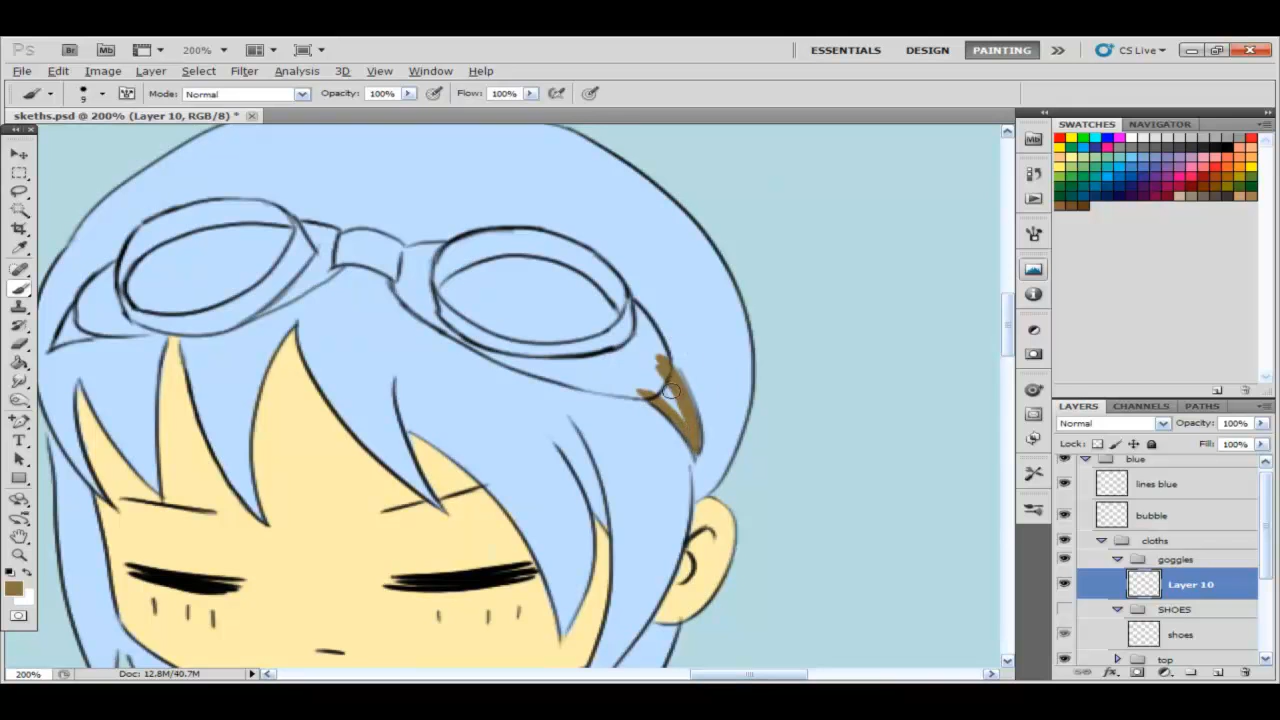 Ps Br Mb 200% ESSENTIALS DESIGN PAINTING CS Live
File Edit Image Layer Select Filter Analysis 3D View Window Help
9 Mode: Normal Opacity: 100% Flow: 100%
skeths.psd @ 200% (Layer 10, RGB/8) *
SWATCHES NAVIGATOR
Mb
LAYERS CHANNELS PATHS
Normal Opacity: 100%
Lock: Fill: 100%
blue
lines blue
bubble
cloths
goggles
Layer 10
SHOES
shoes
top
200% Doc: 12.8M/40.7M